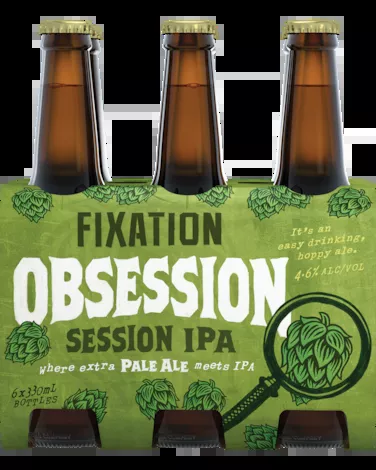 FIXATION
It's an
easy drinking,
hoppy ale.
4.6% ALC/VOL
OBSESSION
SESSION IPA
where extra PALE ALE meets IPA
6x330mL
BOTTLES